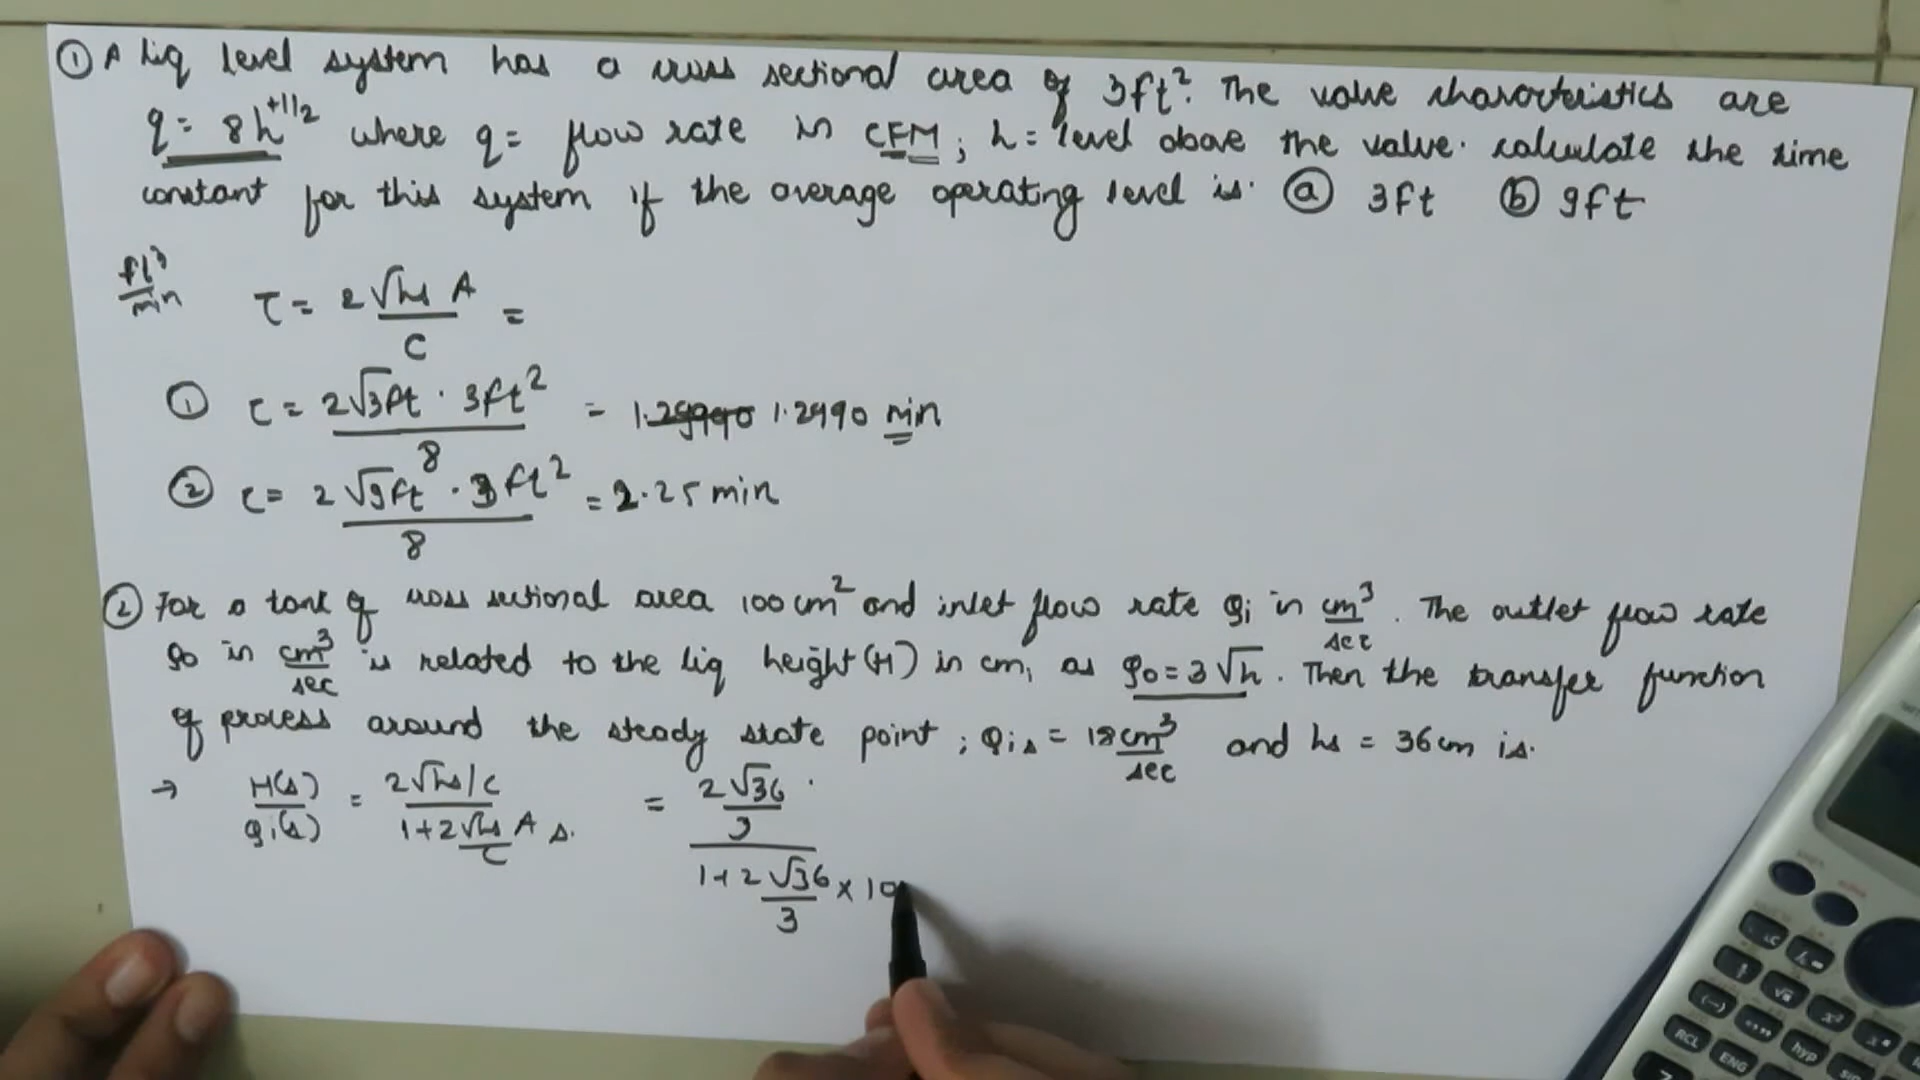 ① A liq level system has a cross sectional area of 3ft². The valve characteristics are
q = 8h^{+1/2} where q = flow rate in CFM ; h = level above the valve. calculate the time
constant for this system if the average operating level is. ⓐ 3ft ⓑ 9ft
ft³/min
τ = 2√hs A / C =
① τ = 2√3ft · 3ft² / 8 = 1.2990 min
② τ = 2√9ft · 3ft² / 8 = 2.25 min
② For a tank of cross sectional area 100 cm² and inlet flow rate qi in cm³/sec . The outlet flow rate
qo in cm³/sec is related to the liq height (H) in cm, as qo = 3√h . Then the transfer function
of process around the steady state point ; Qis = 18 cm³/sec and hs = 36 cm is.
→ H(s)/Qi(s) = (2√hs/C) / (1+2√hs/C A s.) = (2√36/3) / (1+2√36/3 × 10
RCL ENG hyp
7